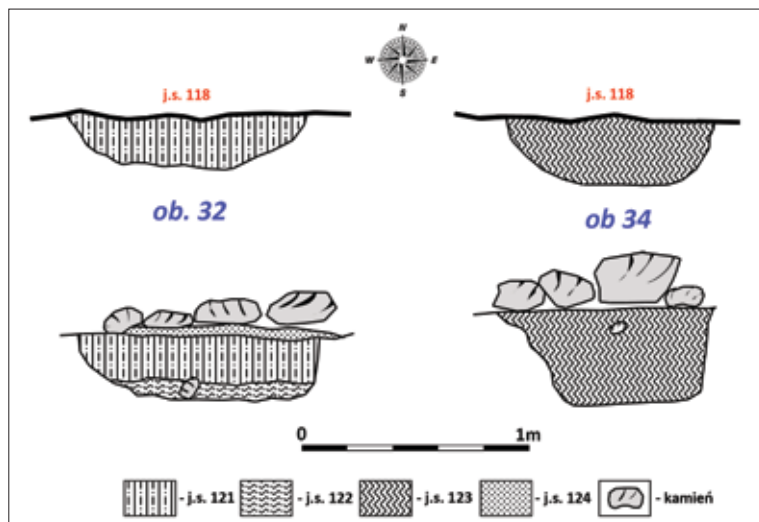 N
W E
S
j.s. 118
j.s. 118
ob. 32
ob 34
0 1m
- j.s. 121 - j.s. 122 - j.s. 123 - j.s. 124 - kamień